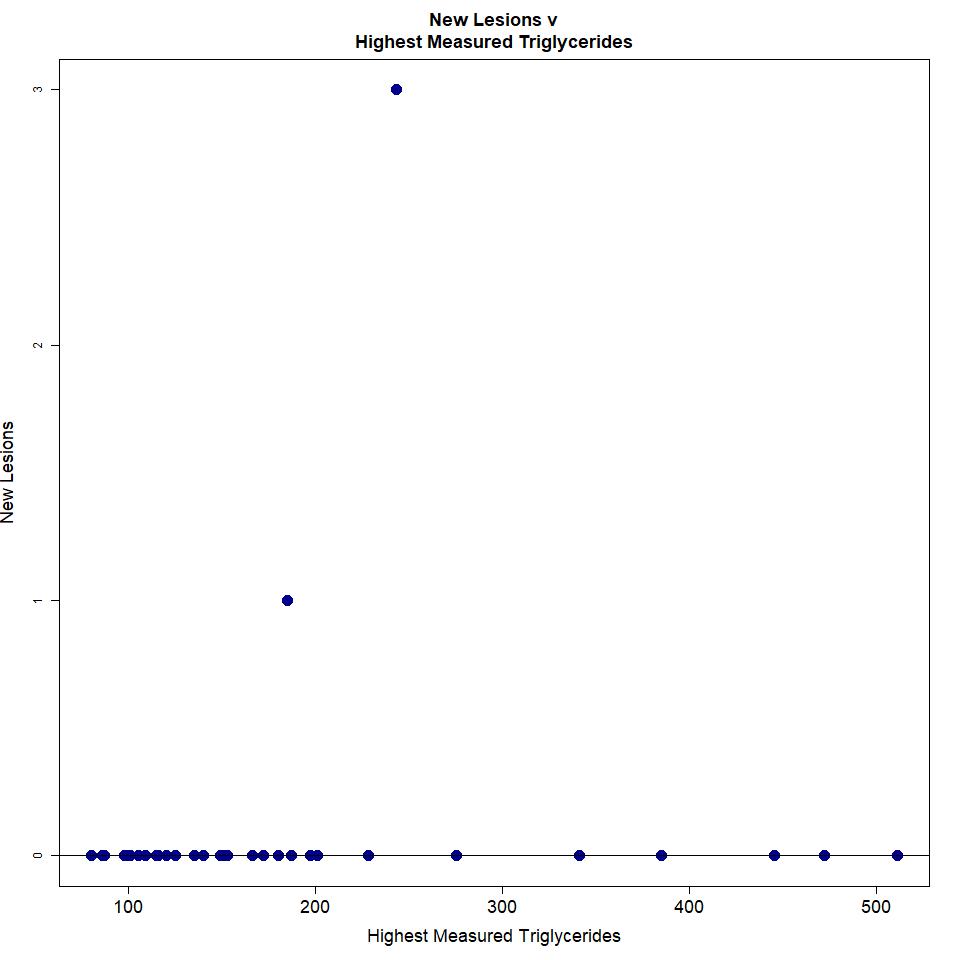 New Lesions v
Highest Measured Triglycerides
3
2
1
0
New Lesions
100 200 300 400 500
Highest Measured Triglycerides